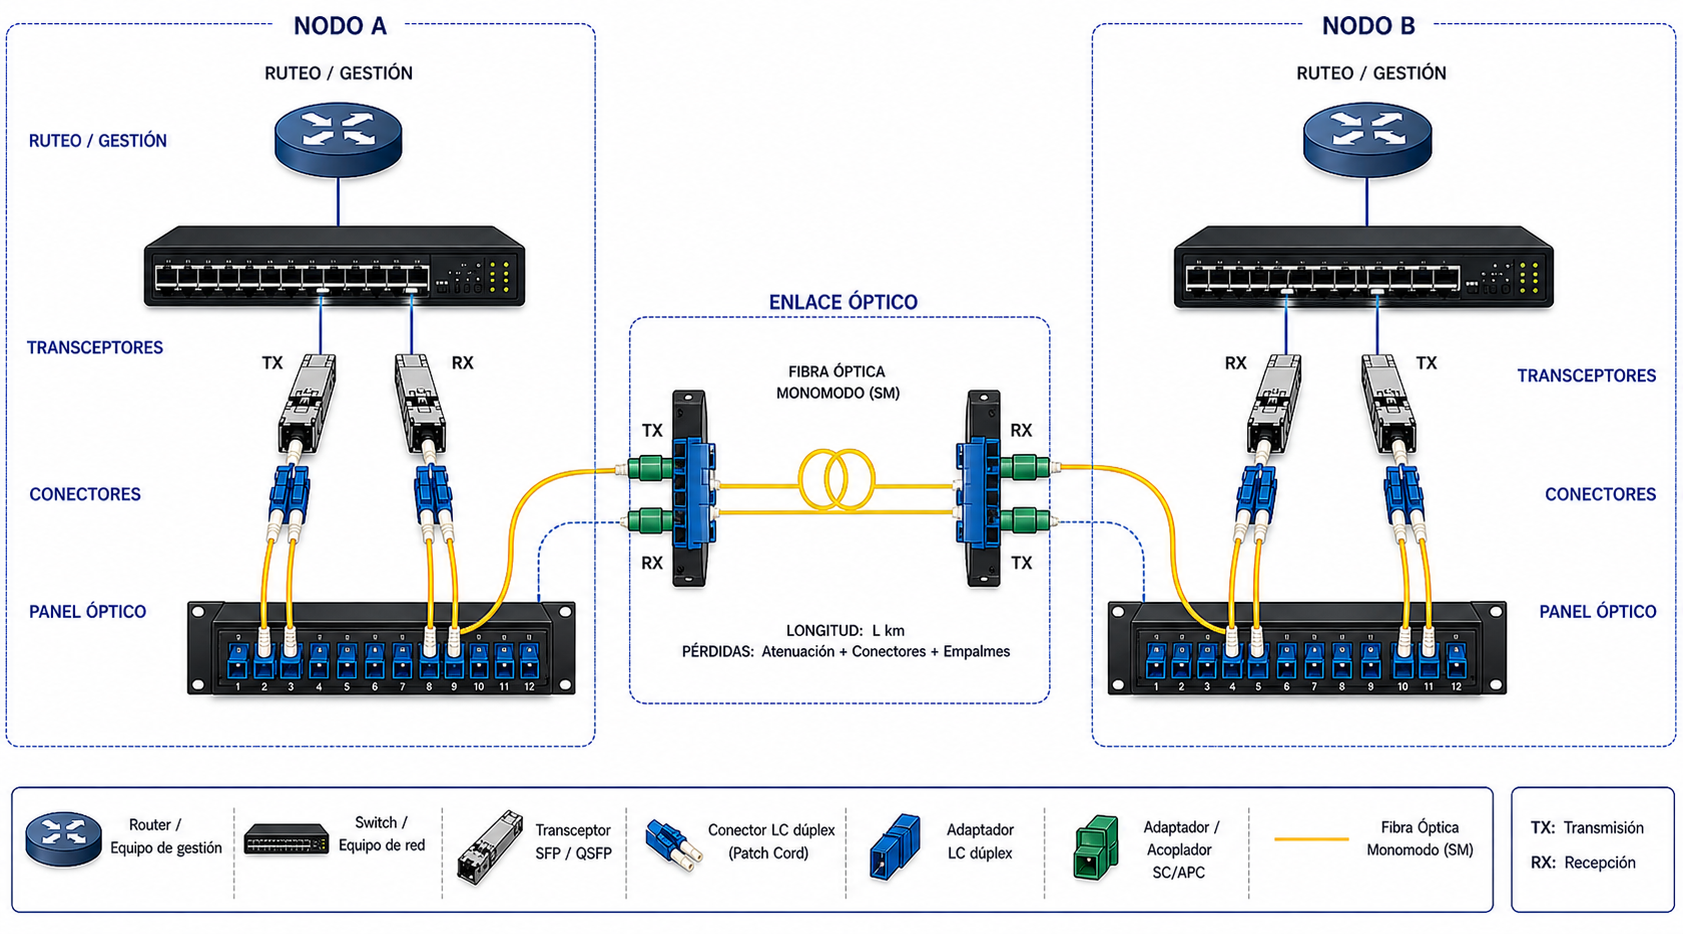 NODO A
NODO B
RUTEO / GESTIÓN
RUTEO / GESTIÓN
RUTEO / GESTIÓN
TRANSCEPTORES
TX
RX
CONECTORES
PANEL ÓPTICO
1 2 3 4 5 6 7 8 9 10 11 12
ENLACE ÓPTICO
FIBRA ÓPTICA
MONOMODO (SM)
TX
RX
RX
TX
LONGITUD: L km
PÉRDIDAS: Atenuación + Conectores + Empalmes
RX
TX
TRANSCEPTORES
CONECTORES
PANEL ÓPTICO
1 2 3 4 5 6 7 8 9 10 11 12
Router /
Equipo de gestión
Switch /
Equipo de red
Transceptor
SFP / QSFP
Conector LC dúplex
(Patch Cord)
Adaptador
LC dúplex
Adaptador /
Acoplador
SC/APC
Fibra Óptica
Monomodo (SM)
TX: Transmisión
RX: Recepción